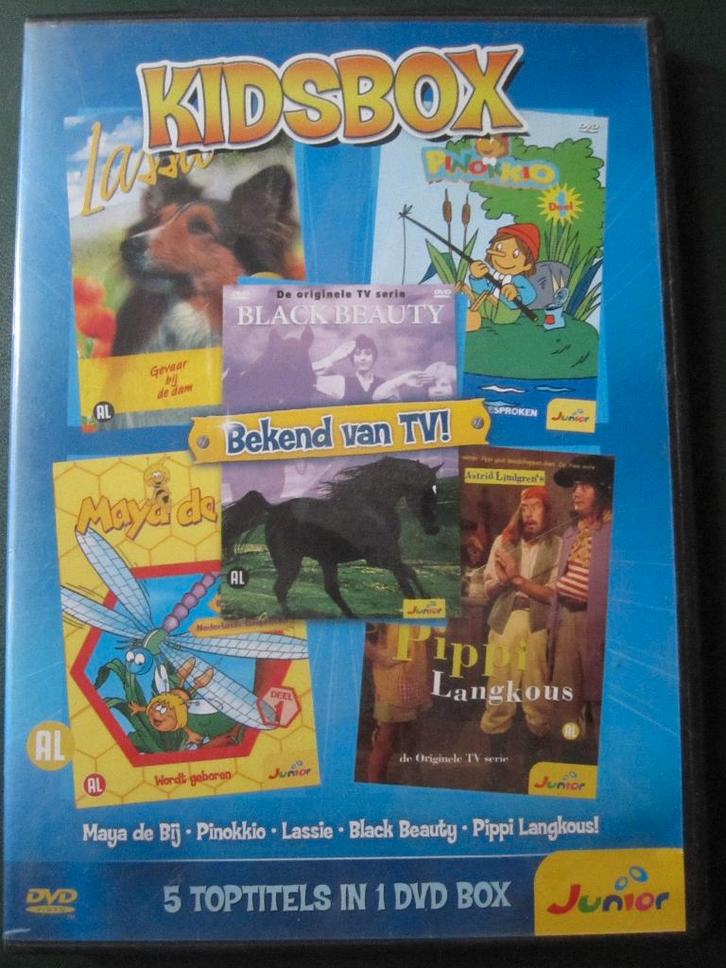 KIDSBOX
Lassie
Gevaar
bij
de dam
AL
DVD
PINOKKIO
Deel
ESPROKEN
Junior
De originele TV serie
BLACK BEAUTY
Bekend van TV!
AL
Junior
Maya de
DEEL
1
Wordt geboren
AL
Junior
Astrid Lindgren's
Pippi
Langkous
de Originele TV serie
AL
Junior
AL
Maya de Bij • Pinokkio • Lassie • Black Beauty • Pippi Langkous!
DVD
VIDEO
5 TOPTITELS IN 1 DVD BOX
Junior